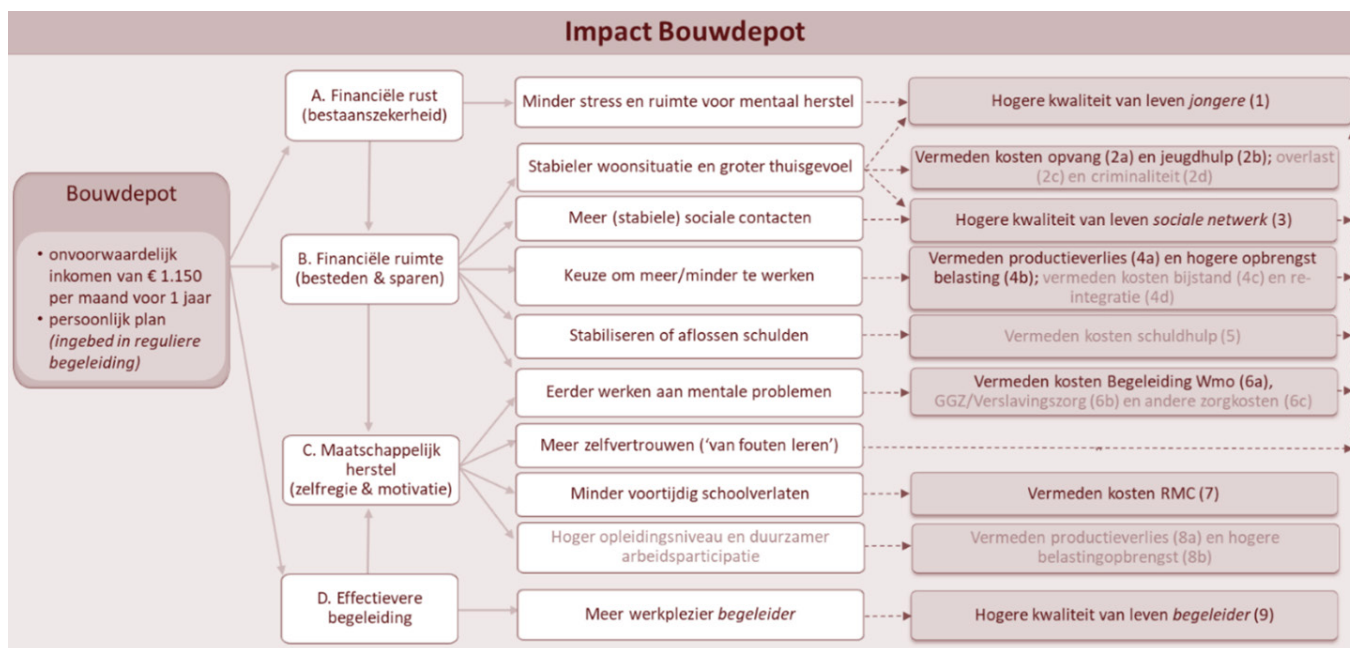 Impact Bouwdepot
Bouwdepot
• onvoorwaardelijk
inkomen van € 1.150
per maand voor 1 jaar
• persoonlijk plan
(ingebed in reguliere
begeleiding)
A. Financiële rust
(bestaanszekerheid)
B. Financiële ruimte
(besteden & sparen)
C. Maatschappelijk
herstel
(zelfregie & motivatie)
D. Effectievere
begeleiding
Minder stress en ruimte voor mentaal herstel
Stabieler woonsituatie en groter thuisgevoel
Meer (stabiele) sociale contacten
Keuze om meer/minder te werken
Stabiliseren of aflossen schulden
Eerder werken aan mentale problemen
Meer zelfvertrouwen (‘van fouten leren’)
Minder voortijdig schoolverlaten
Hoger opleidingsniveau en duurzamer
arbeidsparticipatie
Meer werkplezier begeleider
Hogere kwaliteit van leven jongere (1)
Vermeden kosten opvang (2a) en jeugdhulp (2b); overlast
(2c) en criminaliteit (2d)
Hogere kwaliteit van leven sociale netwerk (3)
Vermeden productieverlies (4a) en hogere opbrengst
belasting (4b); vermeden kosten bijstand (4c) en re-
integratie (4d)
Vermeden kosten schuldhulp (5)
Vermeden kosten Begeleiding Wmo (6a),
GGZ/Verslavingszorg (6b) en andere zorgkosten (6c)
Vermeden kosten RMC (7)
Vermeden productieverlies (8a) en hogere
belastingopbrengst (8b)
Hogere kwaliteit van leven begeleider (9)